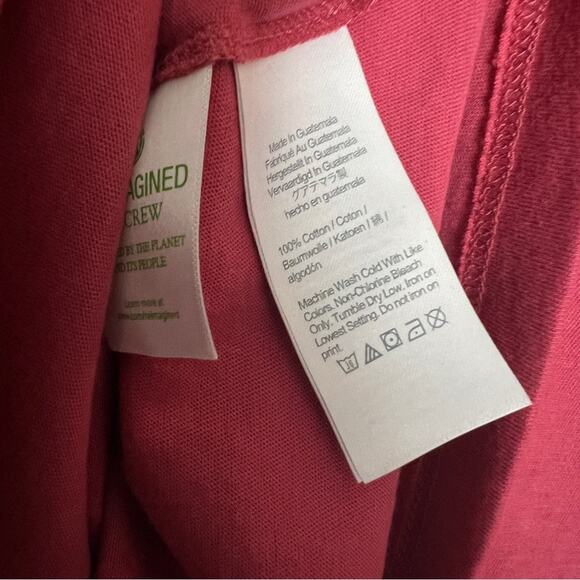 AGINED
CREW
BY THE PLANET
ITS PEOPLE
Learn more at
Made In Guatemala
Fabriqué Au Guatemala
Hergestellt In Guatemala
Vervaardigd In Guatemala
グアテマラ製
hecho en guatemala
100% Cotton / Coton /
Baumwolle / Katoen / 綿 /
algodón
Machine Wash Cold With Like
Colors. Non-Chlorine Bleach
Only. Tumble Dry Low. Iron on
Lowest Setting. Do not iron on
print.